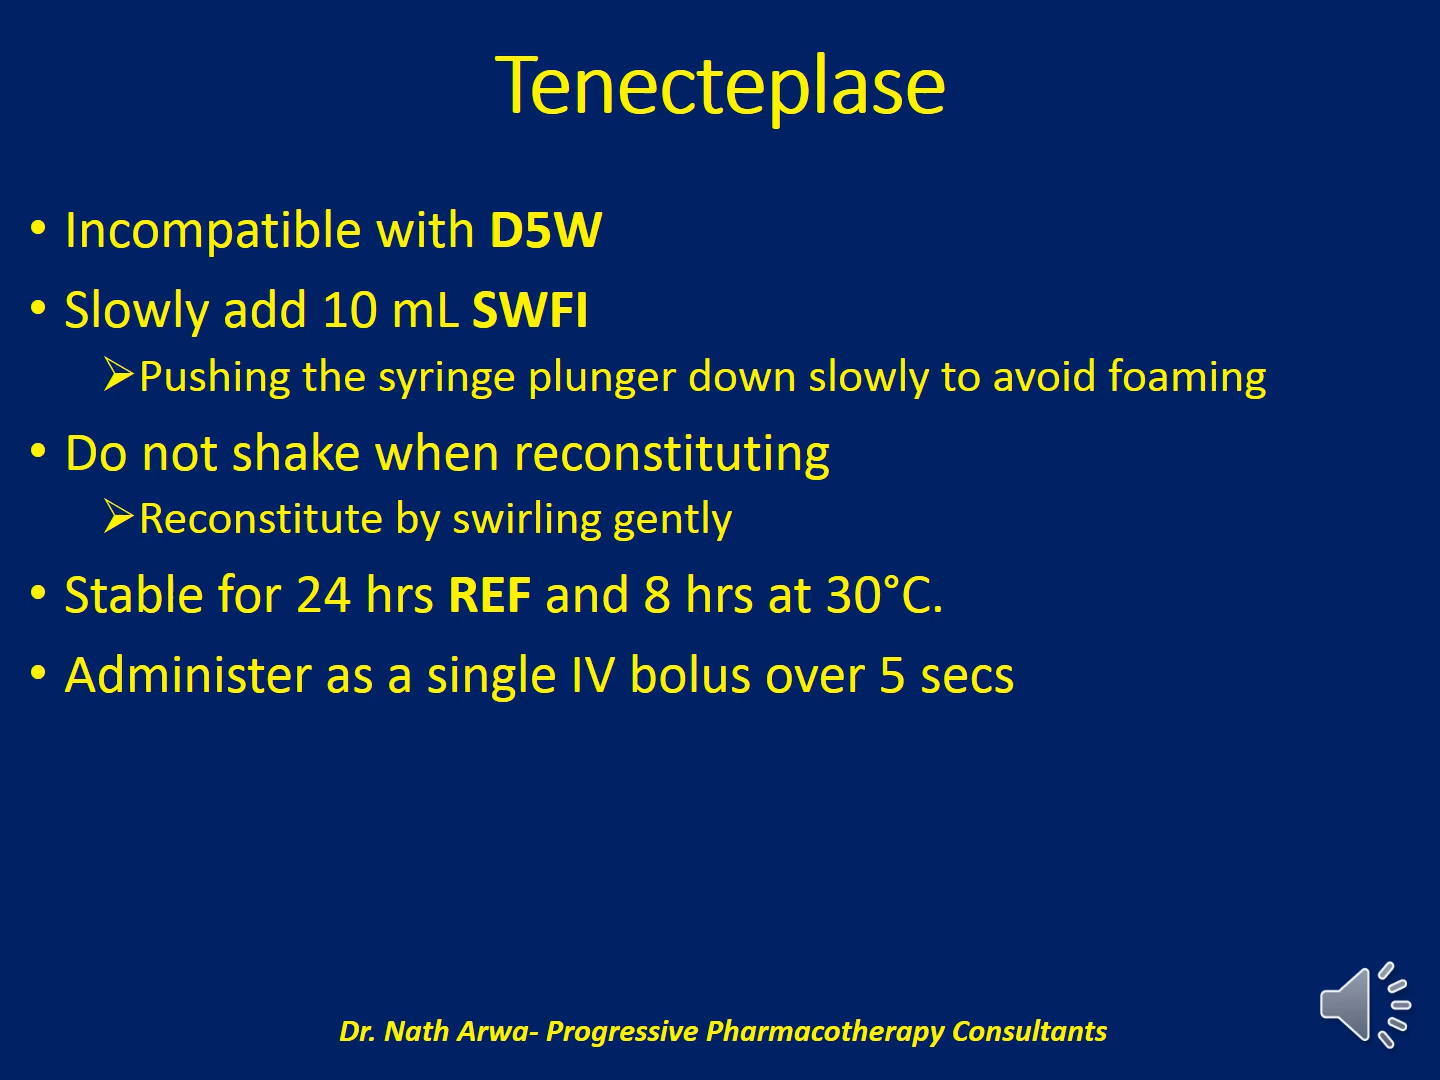 Tenecteplase
• Incompatible with D5W
• Slowly add 10 mL SWFI
➢Pushing the syringe plunger down slowly to avoid foaming
• Do not shake when reconstituting
➢Reconstitute by swirling gently
• Stable for 24 hrs REF and 8 hrs at 30°C.
• Administer as a single IV bolus over 5 secs
Dr. Nath Arwa- Progressive Pharmacotherapy Consultants